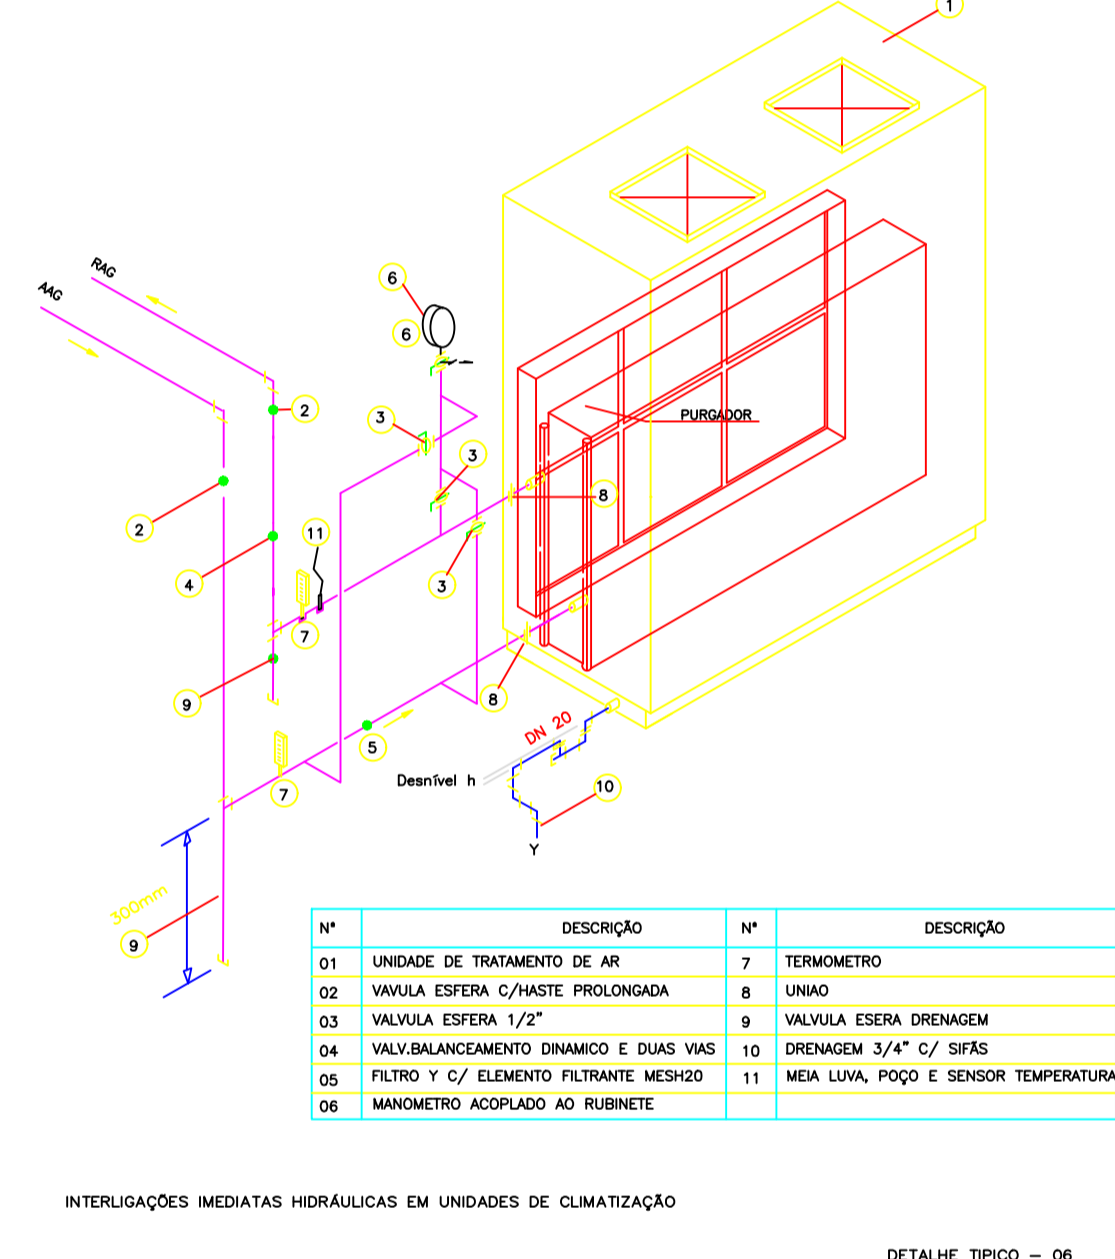 1
RAG
AAG
6
6
2
3
3
PURGADOR
8
2
11
4
3
7
9
8
DN 20
5
Desnível h
10
7
Y
300mm
9
Nº DESCRIÇÃO Nº DESCRIÇÃO
01 UNIDADE DE TRATAMENTO DE AR 7 TERMOMETRO
02 VAVULA ESFERA C/HASTE PROLONGADA 8 UNIAO
03 VALVULA ESFERA 1/2" 9 VALVULA ESERA DRENAGEM
04 VALV.BALANCEAMENTO DINAMICO E DUAS VIAS 10 DRENAGEM 3/4" C/ SIFÃS
05 FILTRO Y C/ ELEMENTO FILTRANTE MESH20 11 MEIA LUVA, POÇO E SENSOR TEMPERATURA
06 MANOMETRO ACOPLADO AO RUBINETE
INTERLIGAÇÕES IMEDIATAS HIDRÁULICAS EM UNIDADES DE CLIMATIZAÇÃO
DETALHE TIPICO – 06